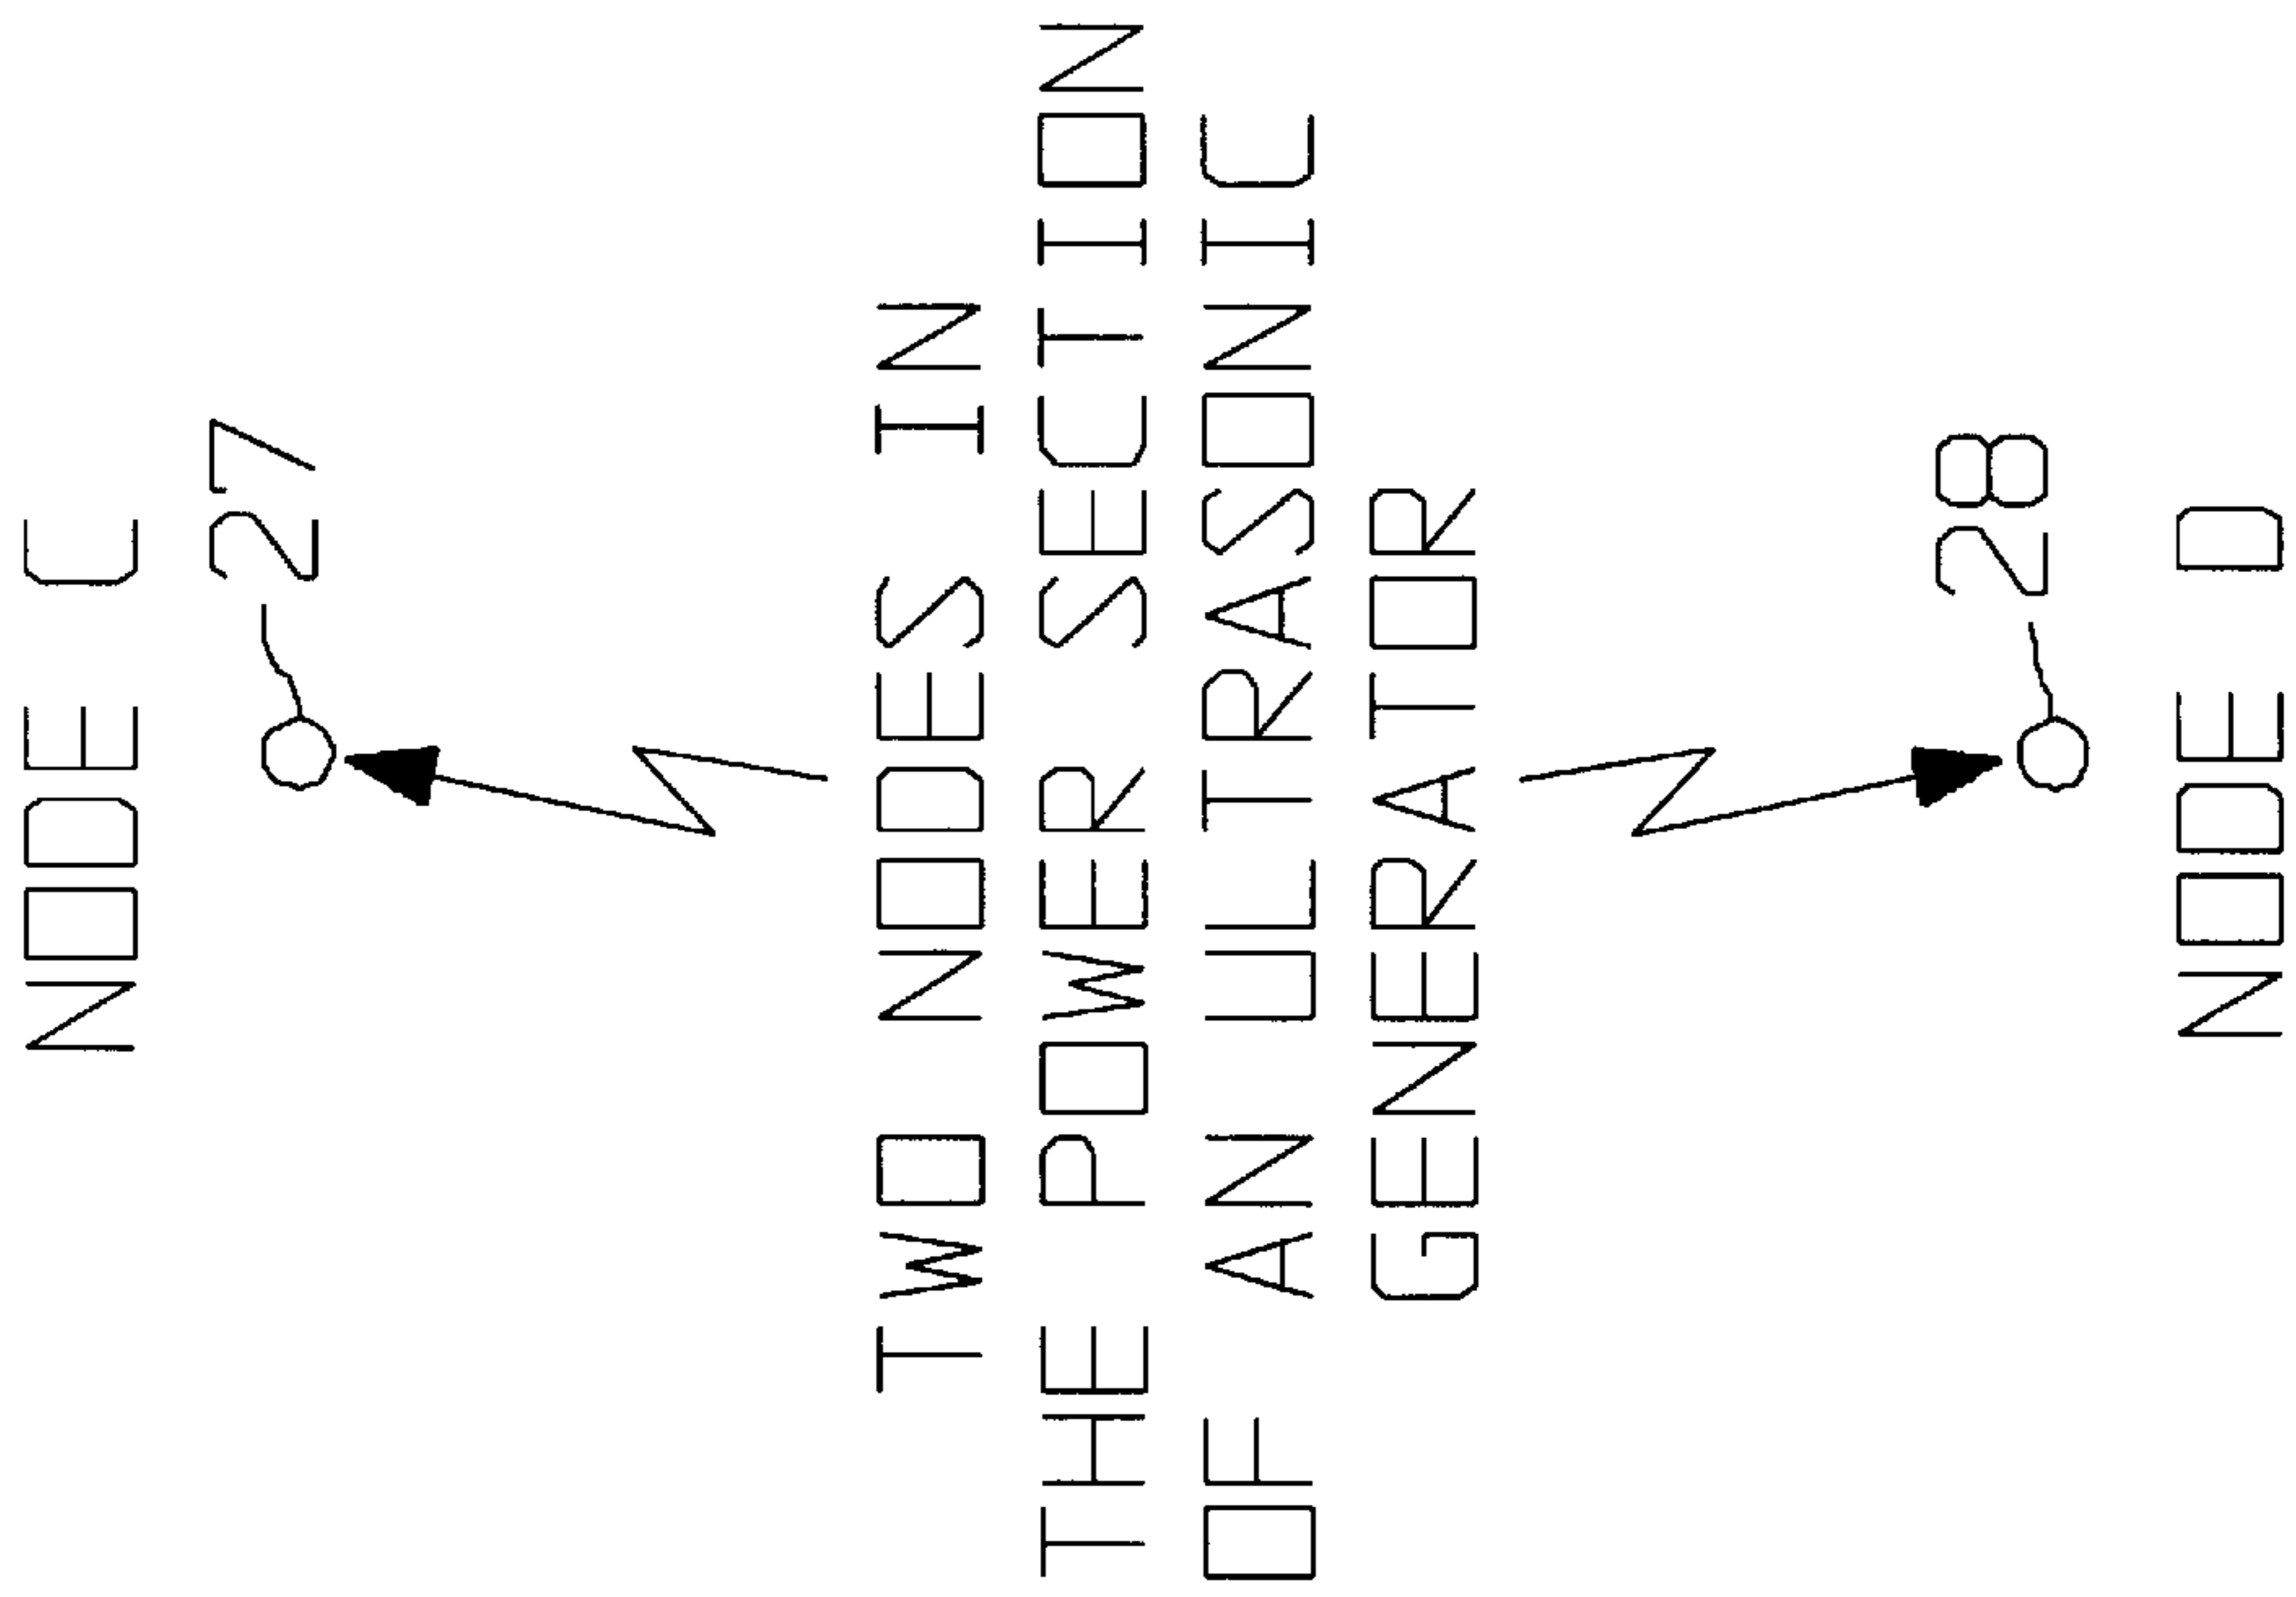 NODE C
27
TWO NODES IN
THE POWER SECTION
OF AN ULTRASONIC
GENERATOR
28
NODE D